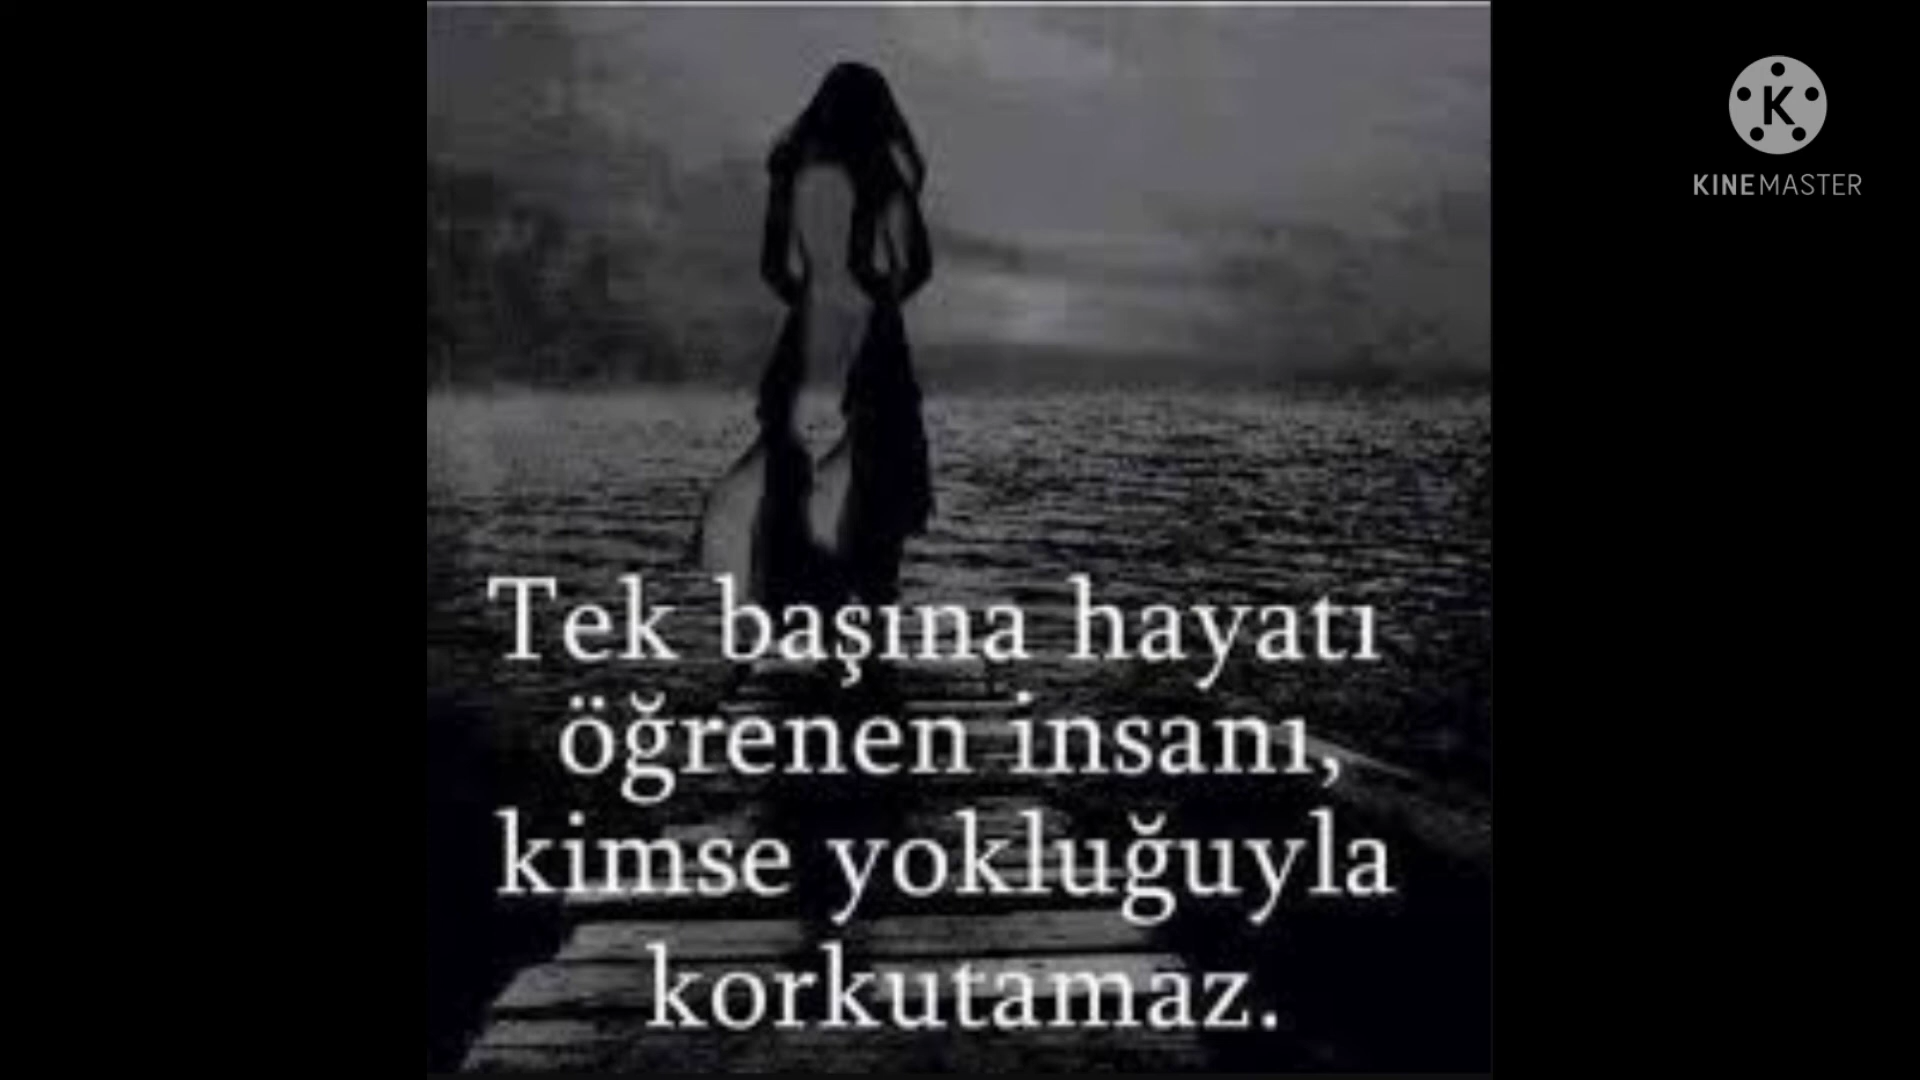 Tek başına hayatı
öğrenen insanı,
kimse yokluğuyla
korkutamaz.
K
KINEMASTER